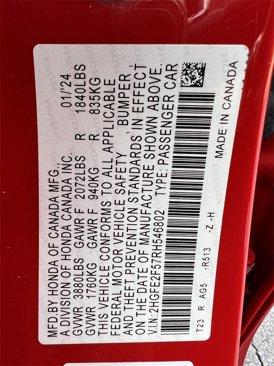 MFD. BY HONDA OF CANADA MFG.
A DIVISION OF HONDA CANADA INC. 01/'24
GVWR 3880LBS GAWR F 2072LBS R 1840LBS
GVWR 1760KG GAWR F 940KG R 835KG
THIS VEHICLE CONFORMS TO ALL APPLICABLE
FEDERAL MOTOR VEHICLE SAFETY , BUMPER ,
AND THEFT PREVENTION STANDARDS IN EFFECT
ON THE DATE OF MANUFACTURE SHOWN ABOVE.
V.I.N: 2HGFE2F57RH546802 TYPE: PASSENGER CAR
T23 R AG5 -R513 -Z -H
MADE IN CANADA